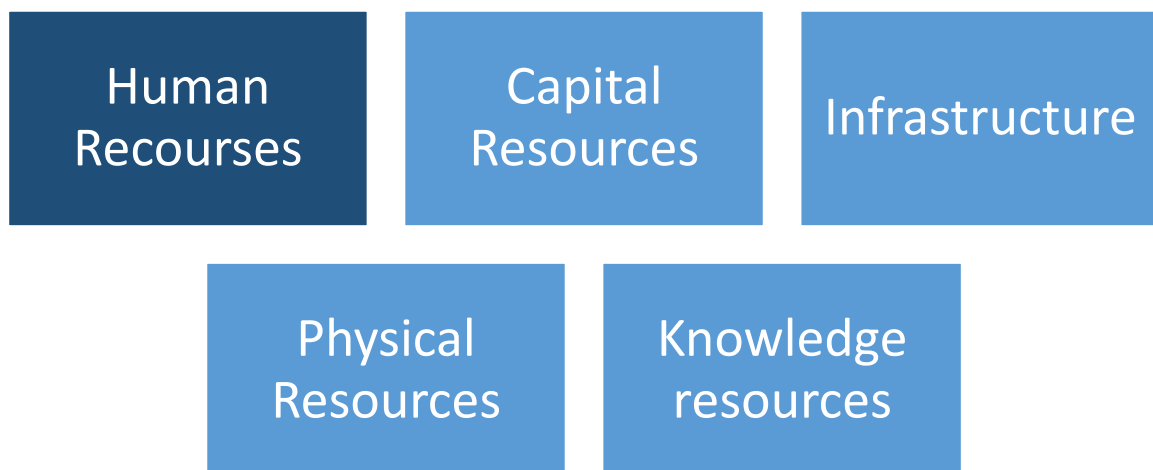 Human
Recourses
Capital
Resources
Infrastructure
Physical
Resources
Knowledge
resources